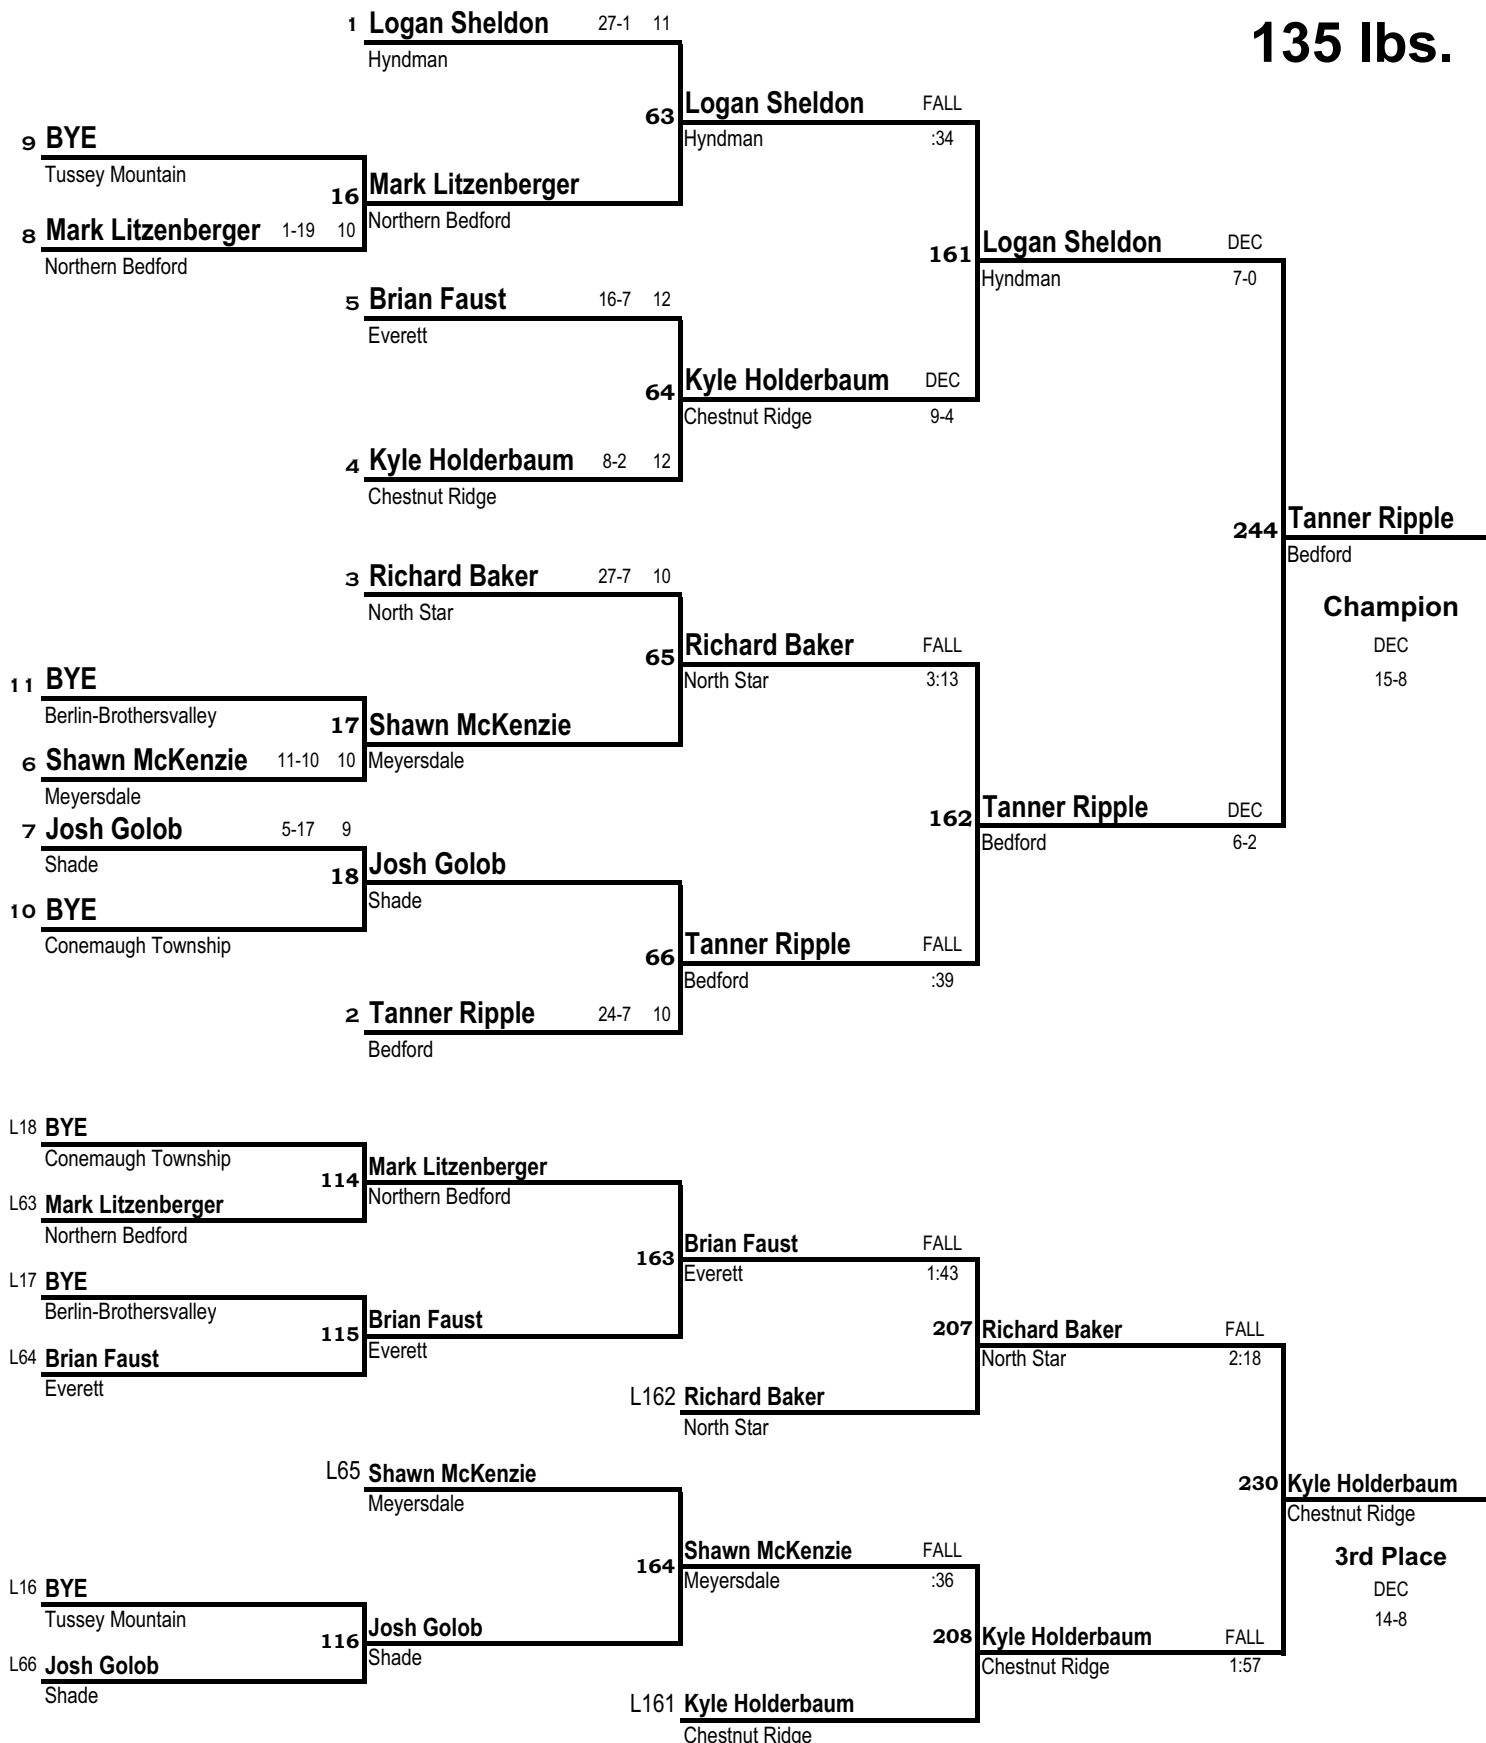 135 lbs.
1 Logan Sheldon 27-1 11
Hyndman
63 Logan Sheldon FALL
Hyndman :34
9 BYE
Tussey Mountain
16 Mark Litzenberger
Northern Bedford
8 Mark Litzenberger 1-19 10
Northern Bedford
161 Logan Sheldon DEC
Hyndman 7-0
5 Brian Faust 16-7 12
Everett
64 Kyle Holderbaum DEC
Chestnut Ridge 9-4
4 Kyle Holderbaum 8-2 12
Chestnut Ridge
244 Tanner Ripple
Bedford
Champion
DEC
15-8
3 Richard Baker 27-7 10
North Star
65 Richard Baker FALL
North Star 3:13
11 BYE
Berlin-Brothersvalley
17 Shawn McKenzie
Meyersdale
6 Shawn McKenzie 11-10 10
Meyersdale
162 Tanner Ripple DEC
Bedford 6-2
7 Josh Golob 5-17 9
Shade
18 Josh Golob
Shade
10 BYE
Conemaugh Township
66 Tanner Ripple FALL
Bedford :39
2 Tanner Ripple 24-7 10
Bedford
L18 BYE
Conemaugh Township
114 Mark Litzenberger
Northern Bedford
L63 Mark Litzenberger
Northern Bedford
163 Brian Faust FALL
Everett 1:43
L17 BYE
Berlin-Brothersvalley
115 Brian Faust
Everett
L64 Brian Faust
Everett
207 Richard Baker FALL
North Star 2:18
L162 Richard Baker
North Star
L65 Shawn McKenzie
Meyersdale
230 Kyle Holderbaum
Chestnut Ridge
3rd Place
DEC
14-8
164 Shawn McKenzie FALL
Meyersdale :36
L16 BYE
Tussey Mountain
116 Josh Golob
Shade
L66 Josh Golob
Shade
208 Kyle Holderbaum FALL
Chestnut Ridge 1:57
L161 Kyle Holderbaum
Chestnut Ridge